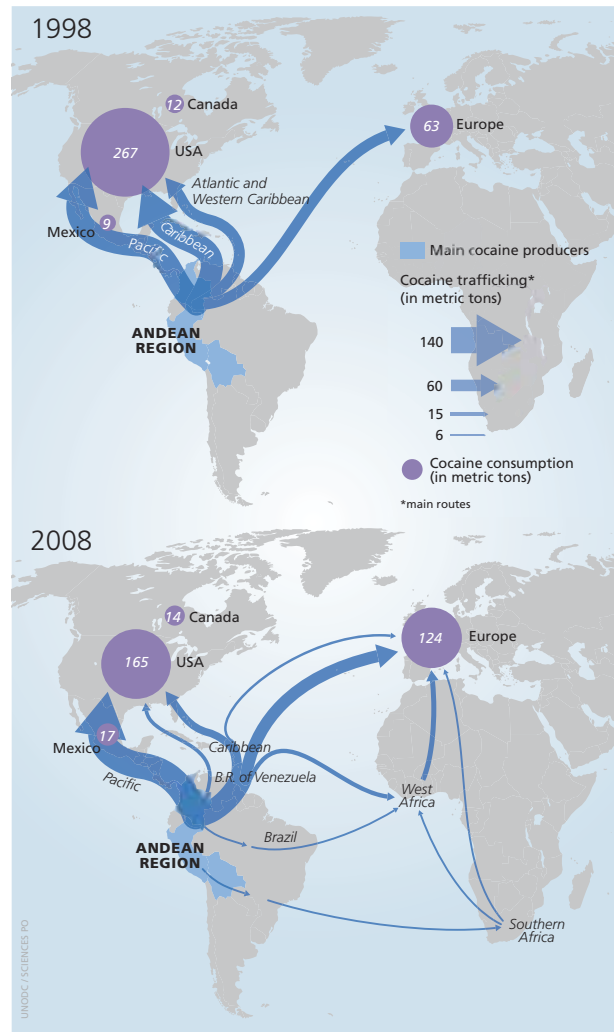 1998
12 Canada
267 USA
63 Europe
Atlantic and
Western Caribbean
Mexico 9
Caribbean
Pacific
ANDEAN
REGION
Main cocaine producers
Cocaine trafficking*
(in metric tons)
140
60
15
6
Cocaine consumption
(in metric tons)
*main routes
2008
14 Canada
165 USA
124 Europe
Mexico 17
Caribbean
Pacific
B.R. of Venezuela
West
Africa
Brazil
ANDEAN
REGION
Southern
Africa
UNODC / SCIENCES PO